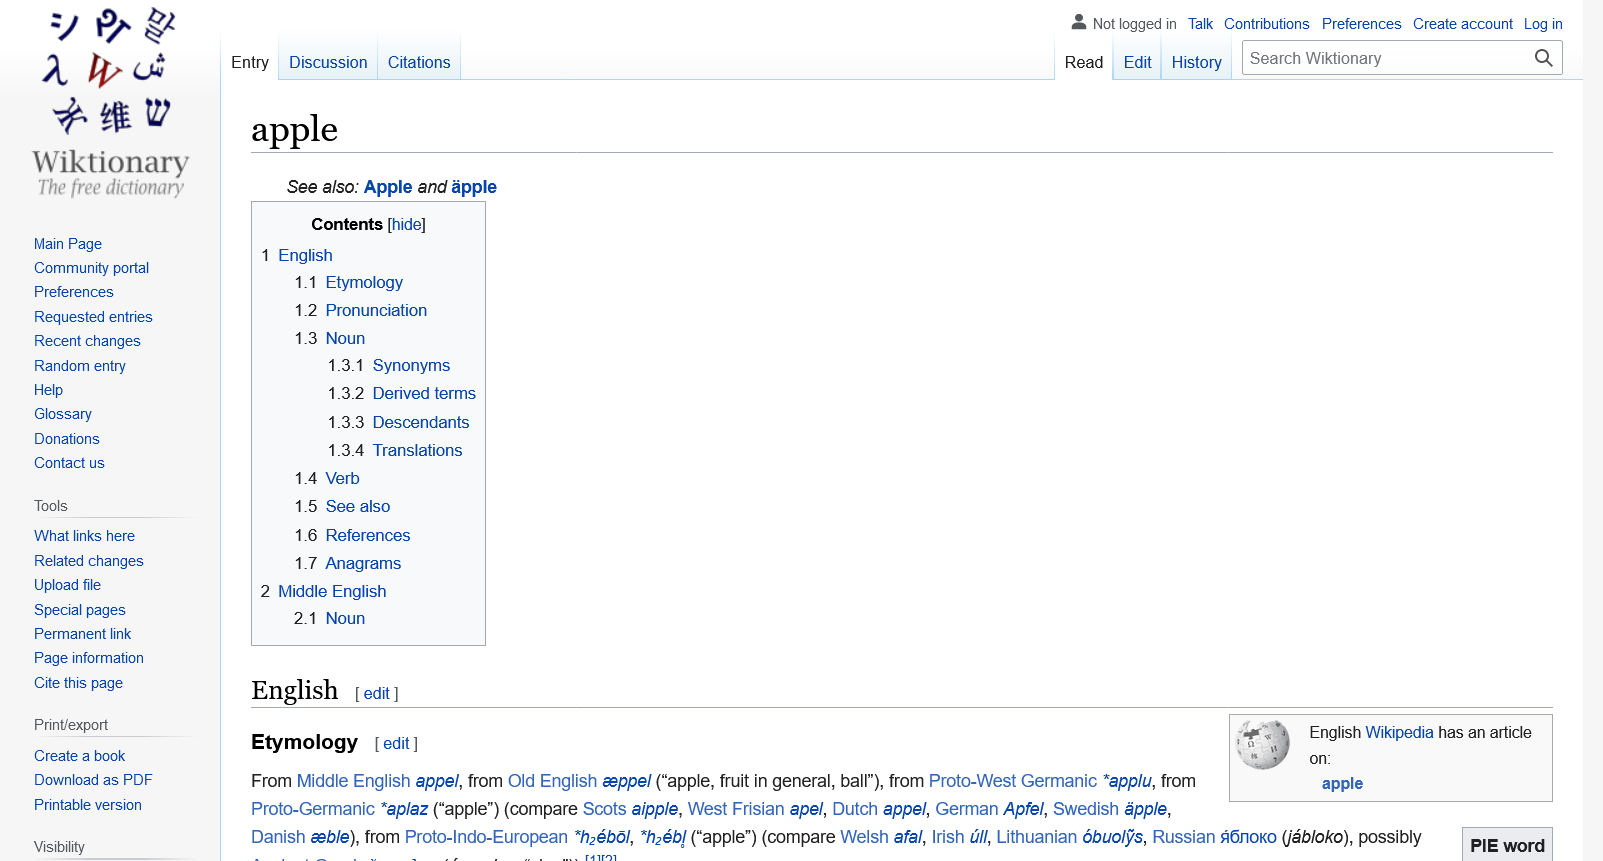 Not logged in Talk Contributions Preferences Create account Log in
Entry Discussion Citations Read Edit History Search Wiktionary
シ ጣ 말
λ W ش
维 ש
Wiktionary
The free dictionary
Main Page
Community portal
Preferences
Requested entries
Recent changes
Random entry
Help
Glossary
Donations
Contact us
Tools
What links here
Related changes
Upload file
Special pages
Permanent link
Page information
Cite this page
Print/export
Create a book
Download as PDF
Printable version
Visibility
apple
See also: Apple and äpple
Contents [hide]
1 English
1.1 Etymology
1.2 Pronunciation
1.3 Noun
1.3.1 Synonyms
1.3.2 Derived terms
1.3.3 Descendants
1.3.4 Translations
1.4 Verb
1.5 See also
1.6 References
1.7 Anagrams
2 Middle English
2.1 Noun
English [ edit ]
English Wikipedia has an article
on:
apple
Etymology [ edit ]
From Middle English appel, from Old English æppel (“apple, fruit in general, ball”), from Proto-West Germanic *applu, from
Proto-Germanic *aplaz (“apple”) (compare Scots aipple, West Frisian apel, Dutch appel, German Apfel, Swedish äpple,
Danish æble), from Proto-Indo-European *h₂ébōl, *h₂ébl̥ (“apple”) (compare Welsh afal, Irish úll, Lithuanian óbuolỹs, Russian я́блоко (jábloko), possibly
[1][2]
PIE word